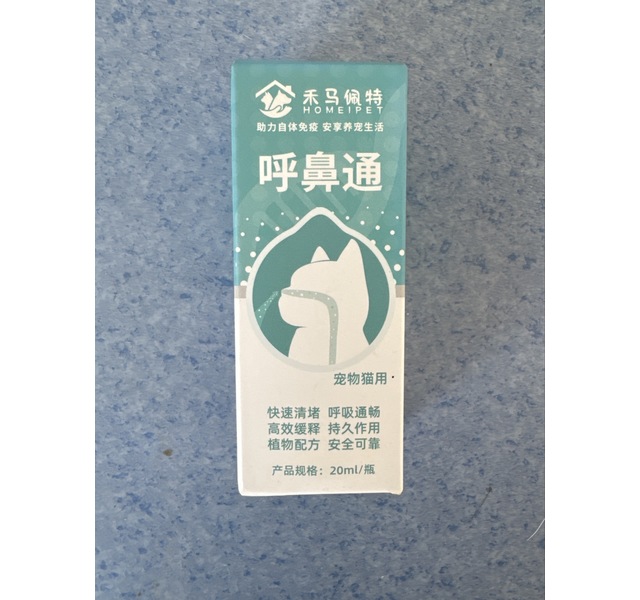 禾马佩特
HOMEIPET
助力自体免疫 安享养宠生活
呼鼻通
宠物猫用
快速清堵 呼吸通畅
高效缓释 持久作用
植物配方 安全可靠
产品规格：20ml/瓶